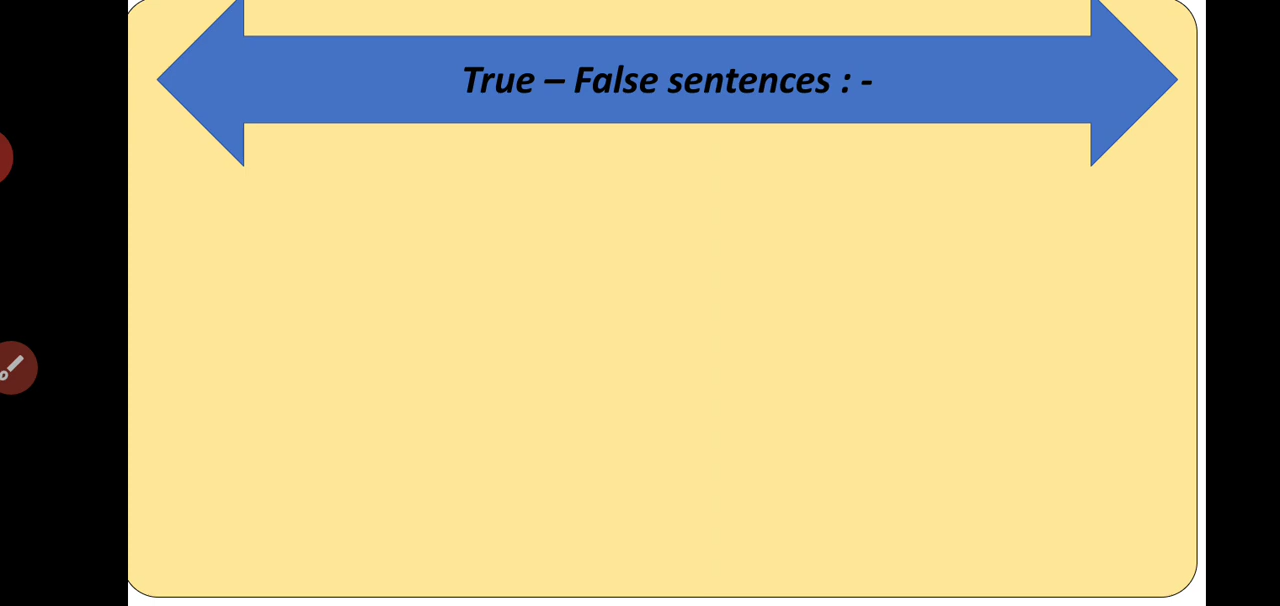 True – False sentences : -